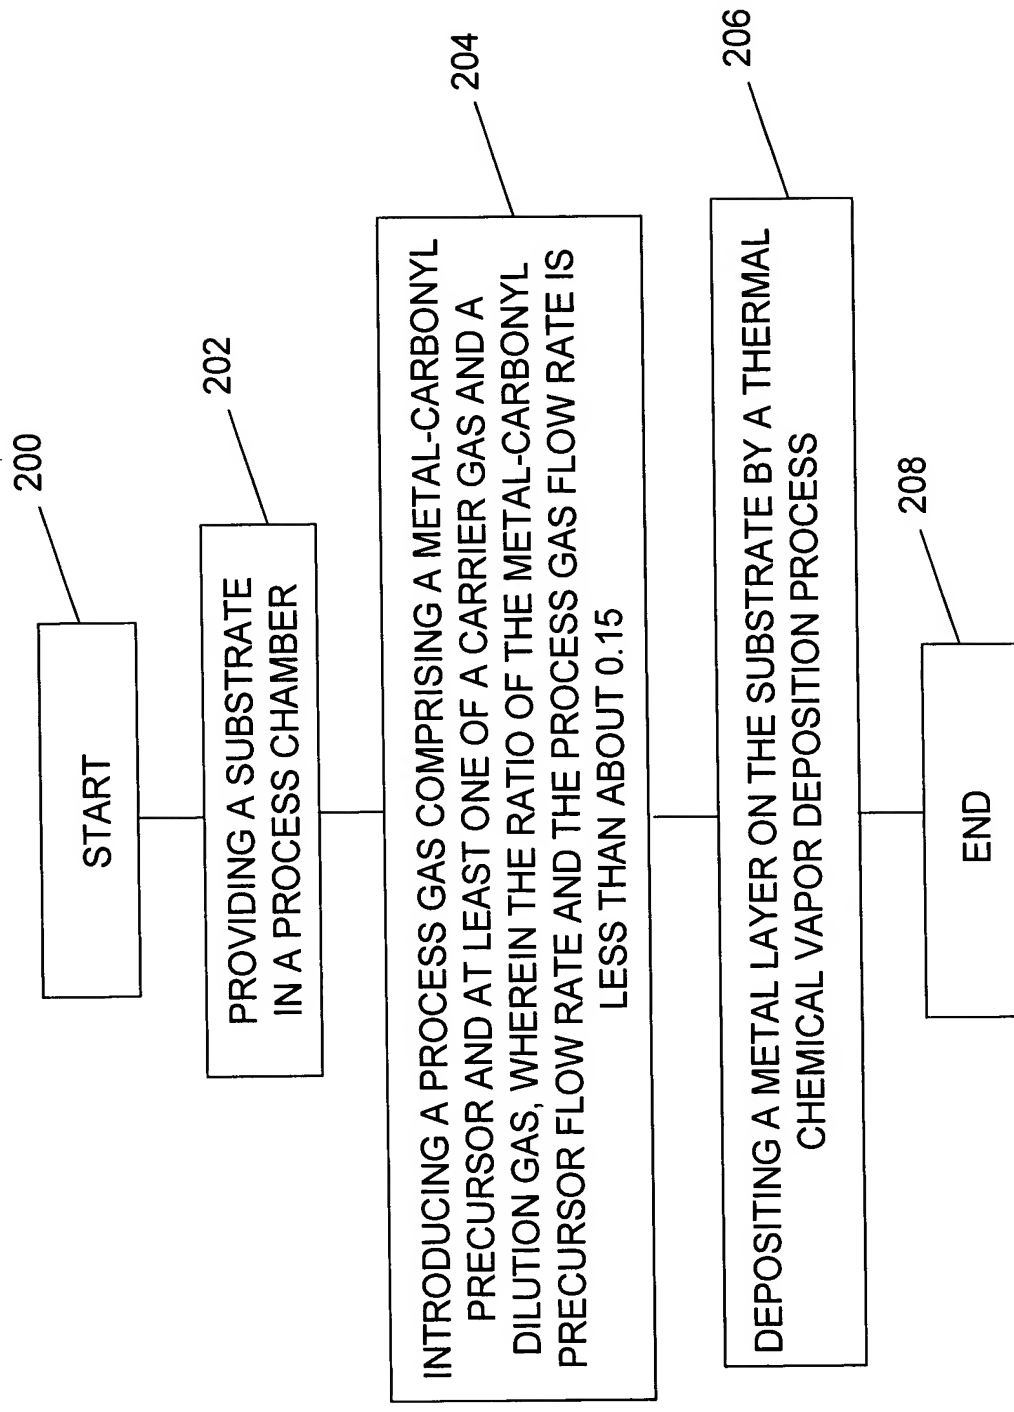 200
START
202
PROVIDING A SUBSTRATE
IN A PROCESS CHAMBER
204
INTRODUCING A PROCESS GAS COMPRISING A METAL-CARBONYL
PRECURSOR AND AT LEAST ONE OF A CARRIER GAS AND A
DILUTION GAS, WHEREIN THE RATIO OF THE METAL-CARBONYL
PRECURSOR FLOW RATE AND THE PROCESS GAS FLOW RATE IS
LESS THAN ABOUT 0.15
206
DEPOSITING A METAL LAYER ON THE SUBSTRATE BY A THERMAL
CHEMICAL VAPOR DEPOSITION PROCESS
208
END